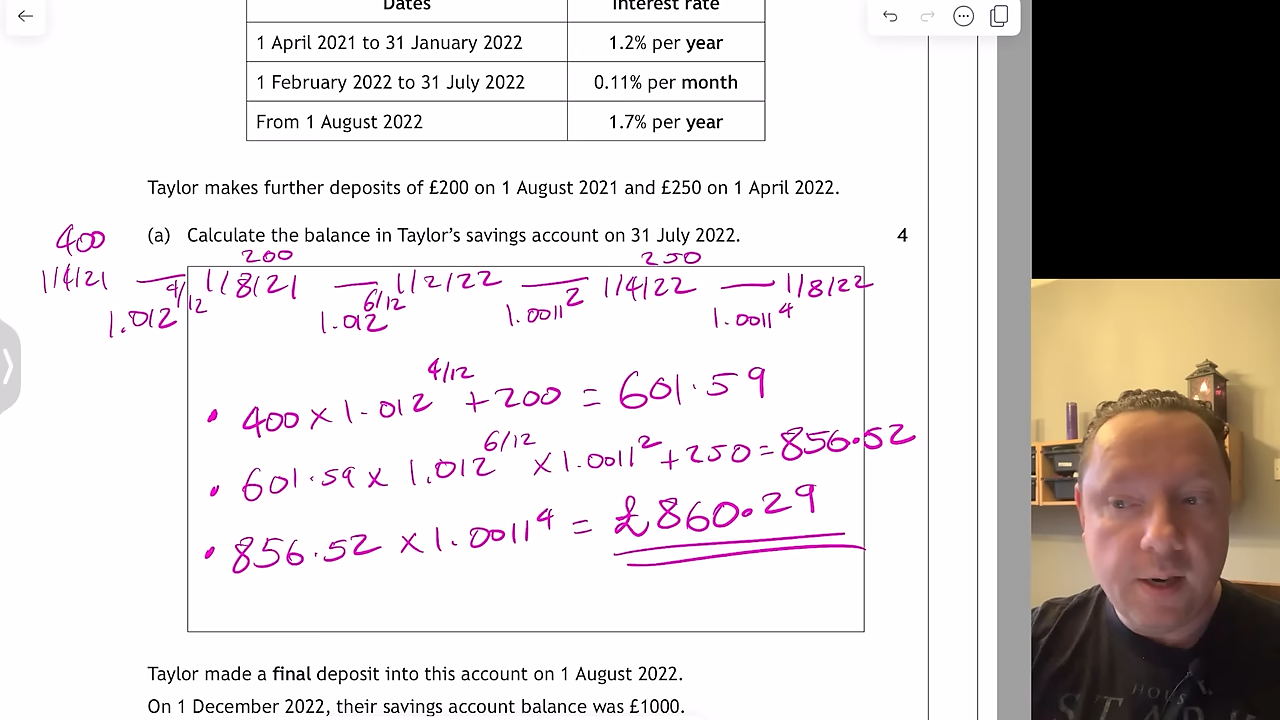 Dates Interest rate
1 April 2021 to 31 January 2022 1.2% per year
1 February 2022 to 31 July 2022 0.11% per month
From 1 August 2022 1.7% per year
Taylor makes further deposits of £200 on 1 August 2021 and £250 on 1 April 2022.
(a) Calculate the balance in Taylor's savings account on 31 July 2022. 4
400 200 250
1/4/21 — 1/8/21 — 1/2/22 — 1/4/22 — 1/8/22
1.012^4/12 1.012^6/12 1.0011^2 1.0011^4
• 400 × 1.012^4/12 + 200 = 601.59
• 601.59 × 1.012^6/12 × 1.0011^2 + 250 = 856.52
• 856.52 × 1.0011^4 = £860.29
Taylor made a final deposit into this account on 1 August 2022.
On 1 December 2022, their savings account balance was £1000.